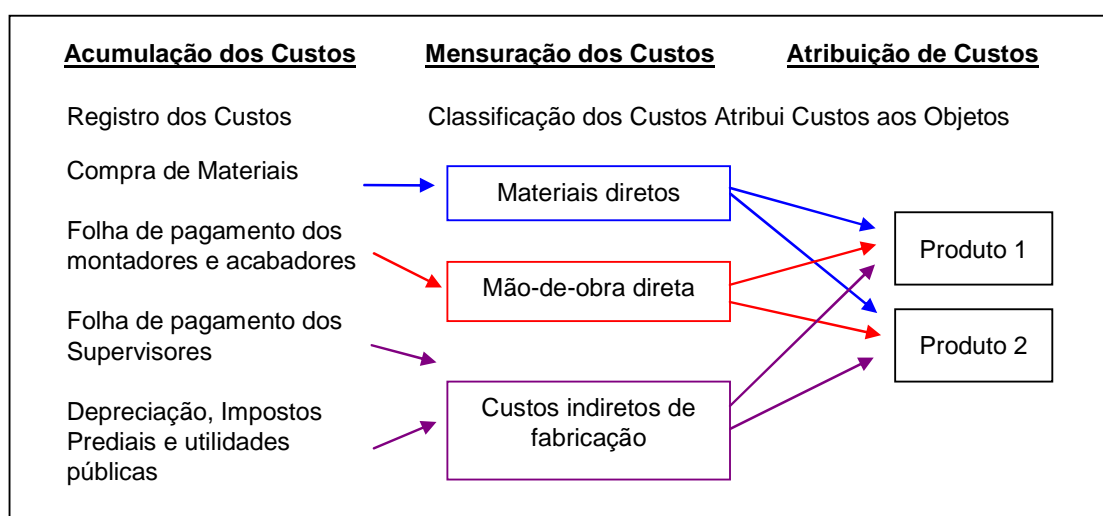 Acumulação dos Custos Mensuração dos Custos Atribuição de Custos
Registro dos Custos Classificação dos Custos Atribui Custos aos Objetos
Compra de Materiais
Folha de pagamento dos
montadores e acabadores
Folha de pagamento dos
Supervisores
Depreciação, Impostos
Prediais e utilidades
públicas
Materiais diretos
Mão-de-obra direta
Custos indiretos de
fabricação
Produto 1
Produto 2